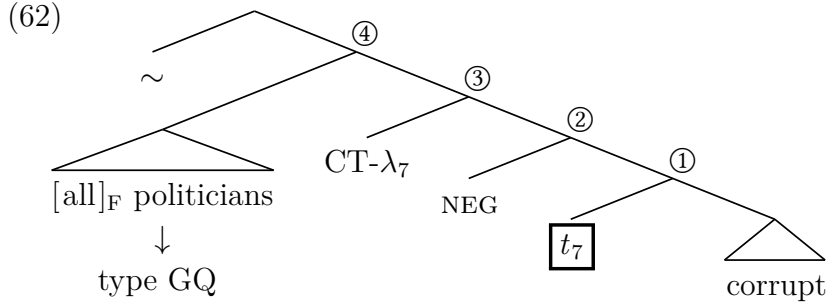 (62)
④
~
③
②
CT-λ₇
①
[all]F politicians
NEG
t₇
↓
corrupt
type GQ